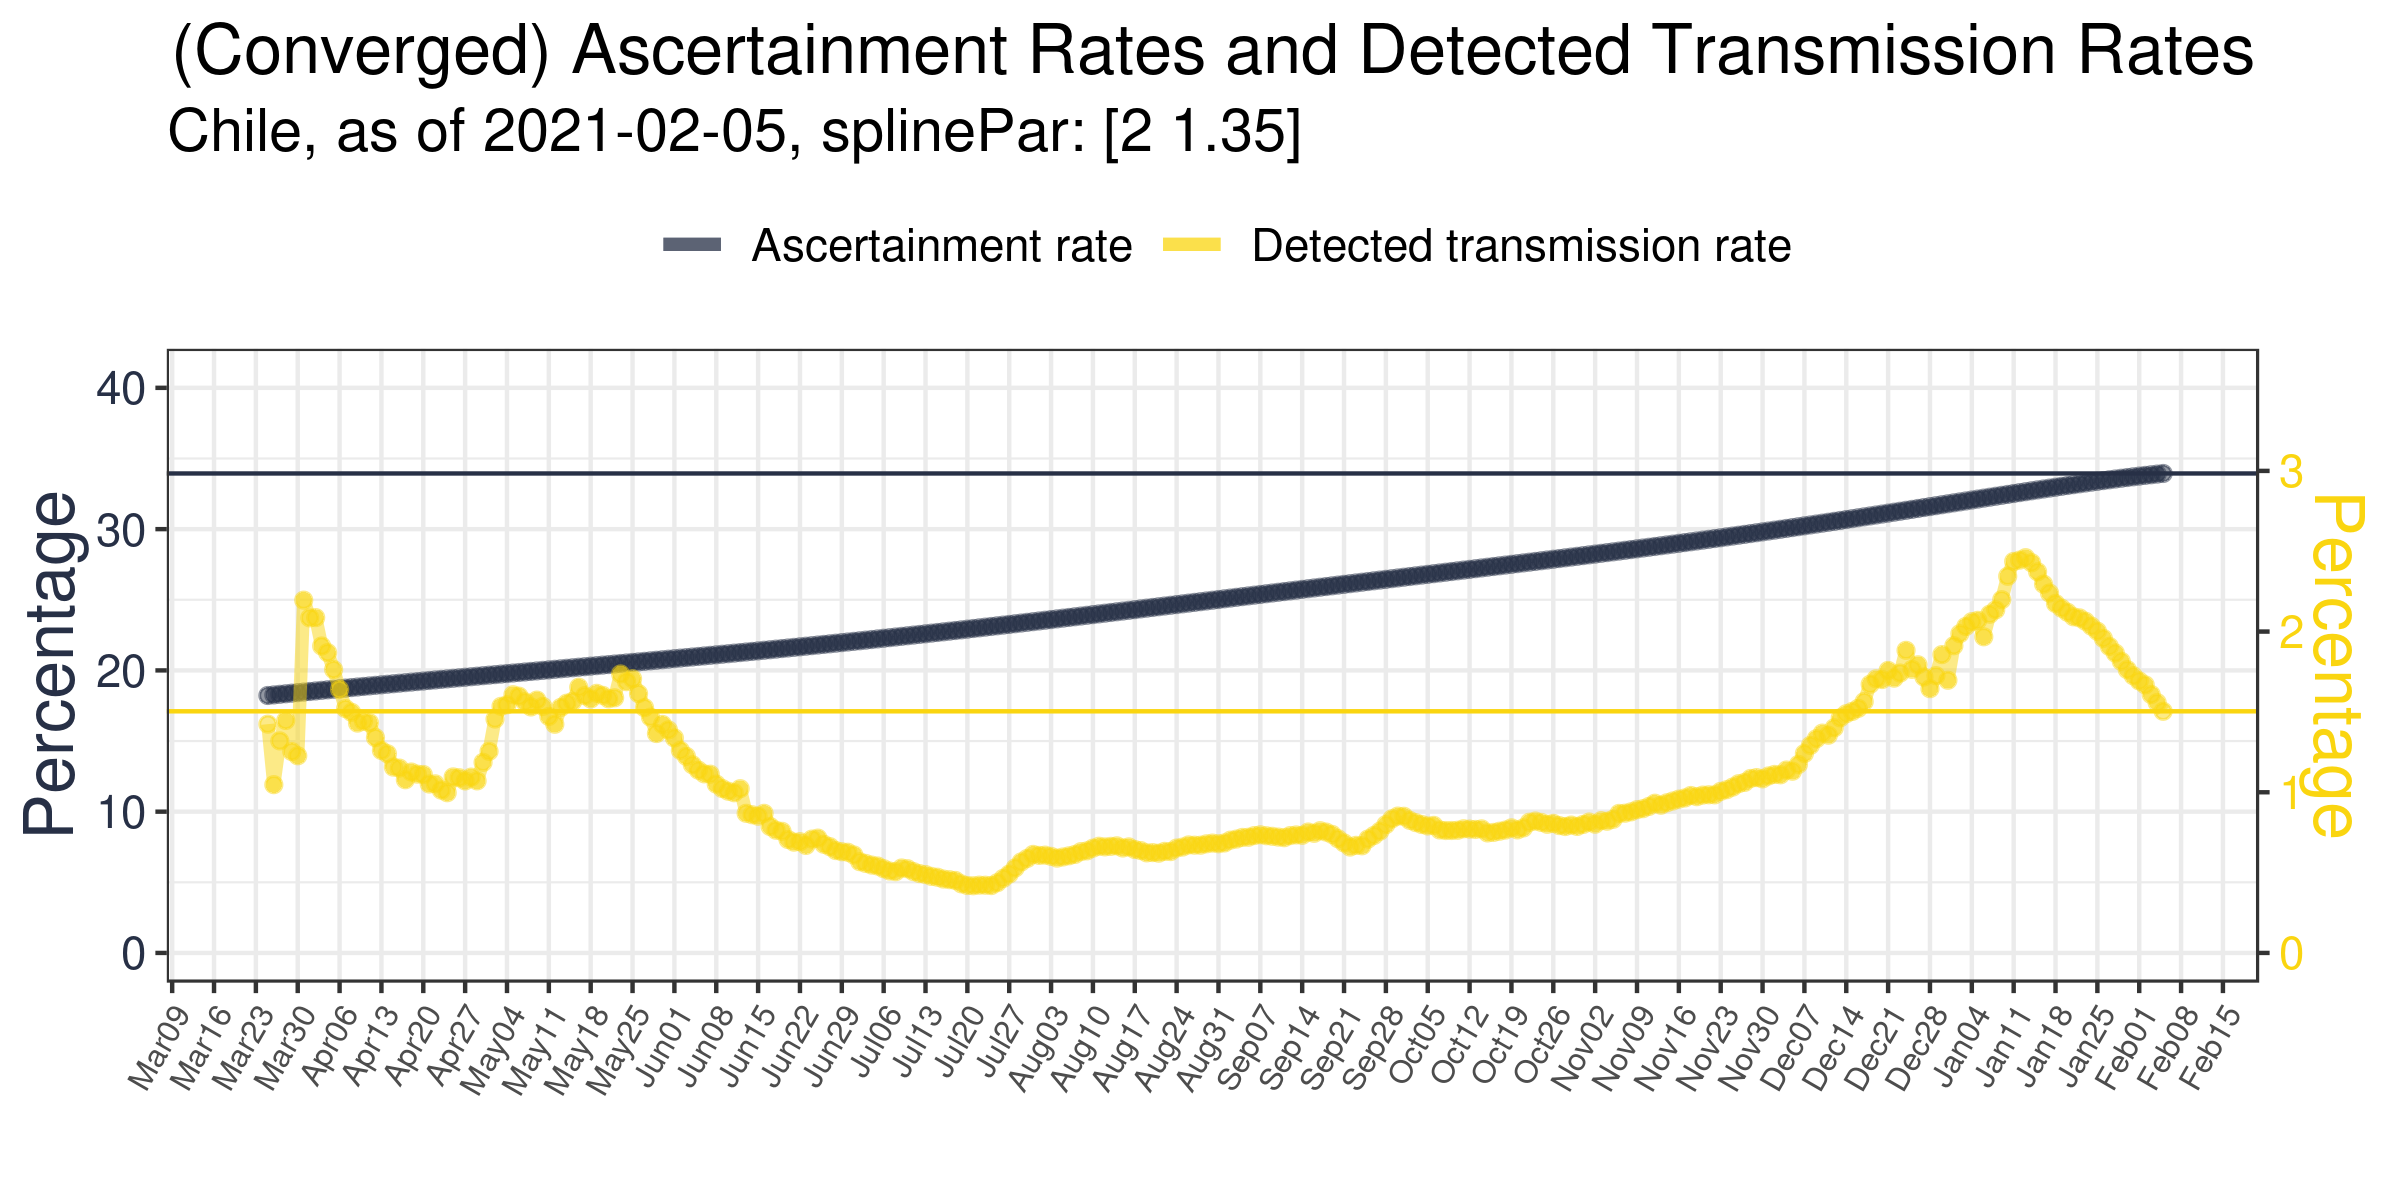 (Converged) Ascertainment Rates and Detected Transmission Rates
Chile, as of 2021-02-05, splinePar: [2 1.35]
Ascertainment rate Detected transmission rate
Percentage
40
30
20
10
0
3
2
1
0
Percentage
Mar09 Mar16 Mar23 Mar30 Apr06 Apr13 Apr20 Apr27 May04 May11 May18 May25 Jun01 Jun08 Jun15 Jun22 Jun29 Jul06 Jul13 Jul20 Jul27 Aug03 Aug10 Aug17 Aug24 Aug31 Sep07 Sep14 Sep21 Sep28 Oct05 Oct12 Oct19 Oct26 Nov02 Nov09 Nov16 Nov23 Nov30 Dec07 Dec14 Dec21 Dec28 Jan04 Jan11 Jan18 Jan25 Feb01 Feb08 Feb15